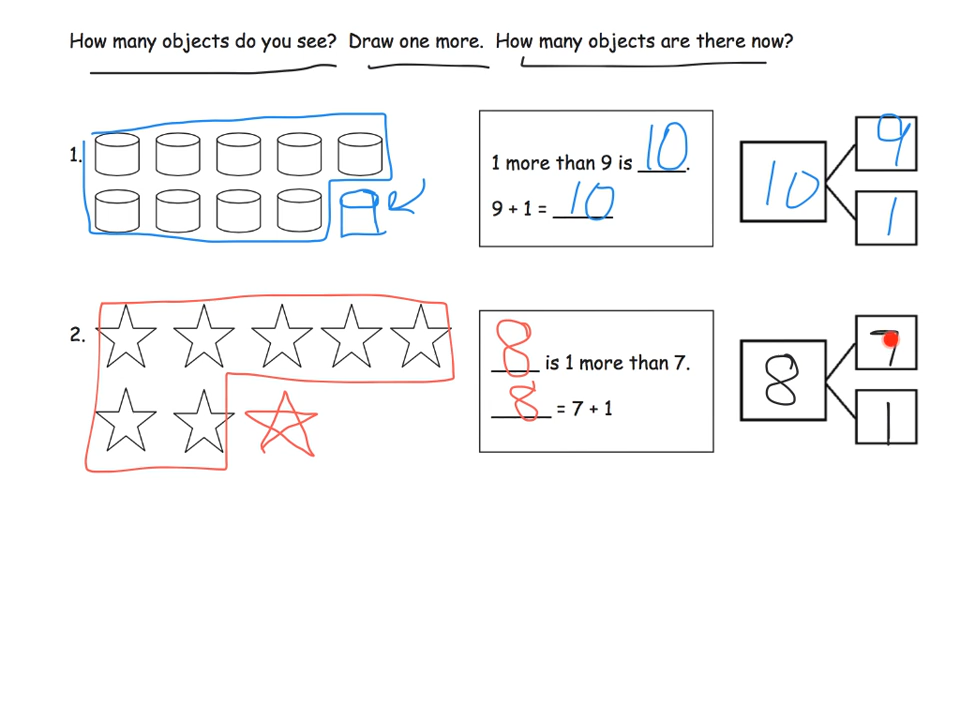 How many objects do you see? Draw one more. How many objects are there now?
1.
1 more than 9 is 10.
9 + 1 = 10
10
9
1
2.
8 is 1 more than 7.
8 = 7 + 1
8
7
1